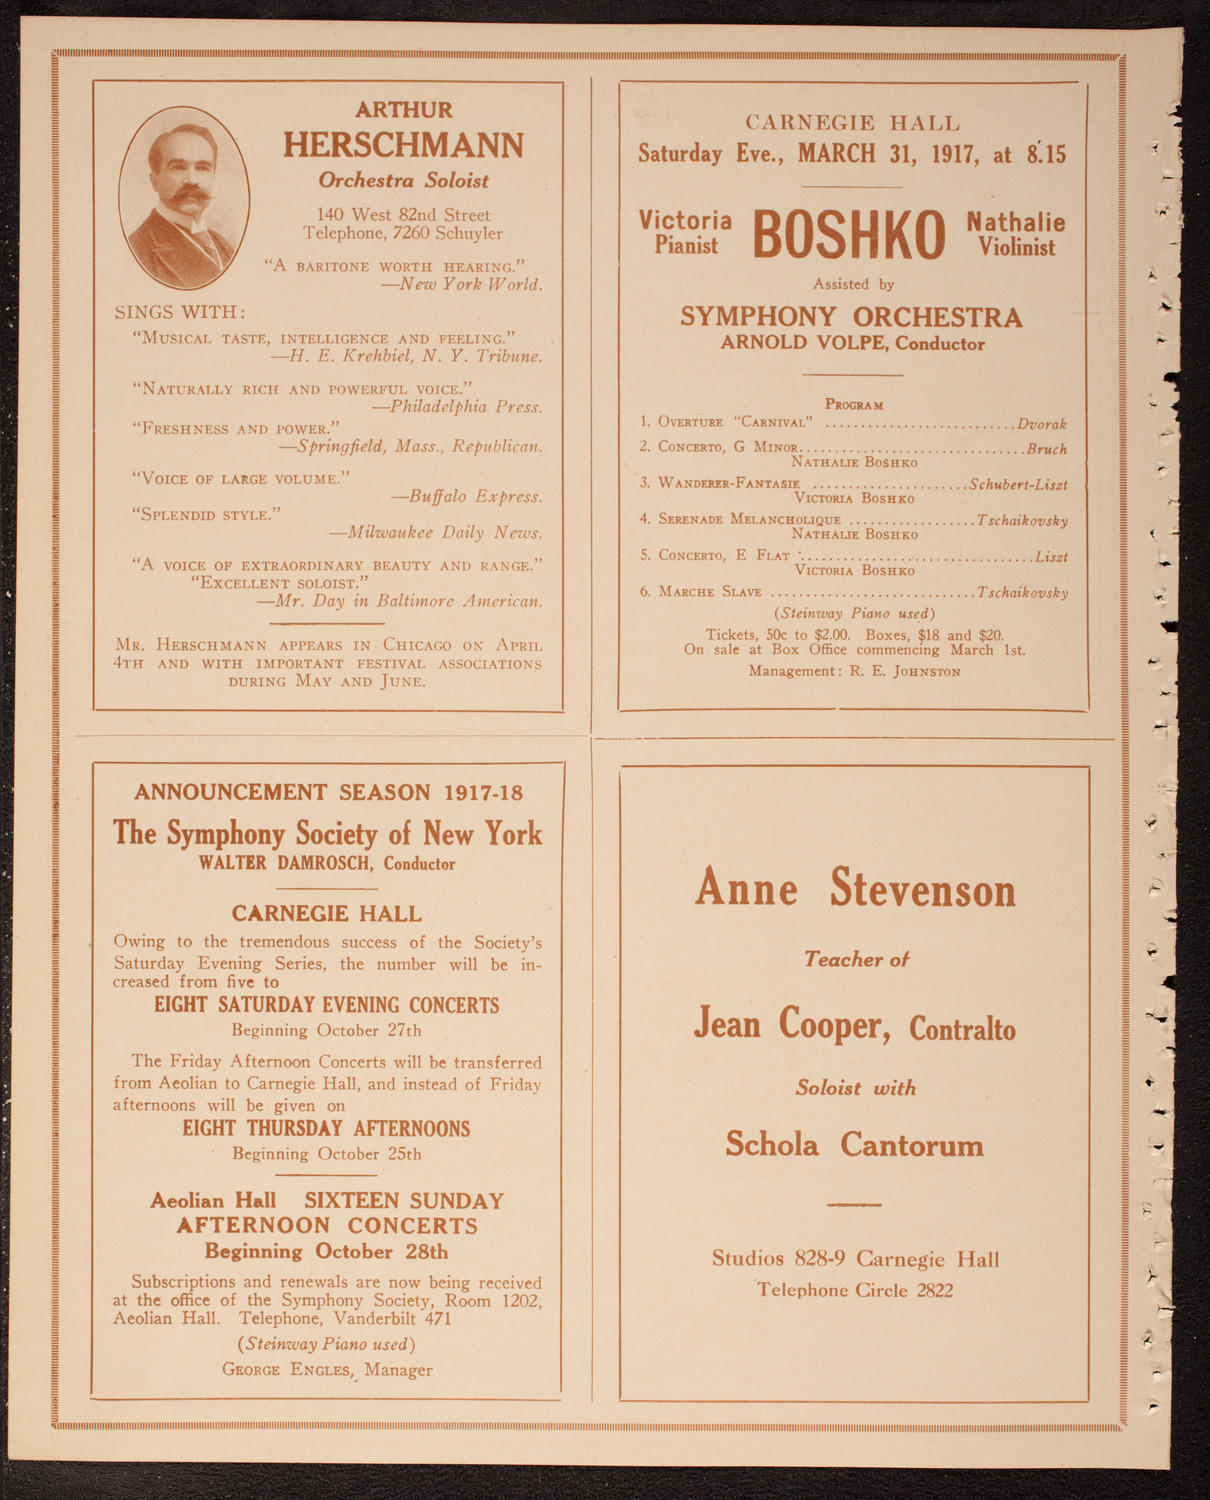 ARTHUR
HERSCHMANN
Orchestra Soloist
140 West 82nd Street
Telephone, 7260 Schuyler
"A BARITONE WORTH HEARING."
—New York World.
SINGS WITH:
"MUSICAL TASTE, INTELLIGENCE AND FEELING."
—H. E. Krehbiel, N. Y. Tribune.
"NATURALLY RICH AND POWERFUL VOICE."
—Philadelphia Press.
"FRESHNESS AND POWER."
—Springfield, Mass., Republican.
"VOICE OF LARGE VOLUME."
—Buffalo Express.
"SPLENDID STYLE."
—Milwaukee Daily News.
"A VOICE OF EXTRAORDINARY BEAUTY AND RANGE."
"EXCELLENT SOLOIST."
—Mr. Day in Baltimore American.
MR. HERSCHMANN APPEARS IN CHICAGO ON APRIL
4TH AND WITH IMPORTANT FESTIVAL ASSOCIATIONS
DURING MAY AND JUNE.
CARNEGIE HALL
Saturday Eve., MARCH 31, 1917, at 8:15
Victoria BOSHKO Nathalie
Pianist Violinist
Assisted by
SYMPHONY ORCHESTRA
ARNOLD VOLPE, Conductor
PROGRAM
1. OVERTURE "CARNIVAL" ...........................Dvorak
2. CONCERTO, G MINOR................................Bruch
NATHALIE BOSHKO
3. WANDERER-FANTASIE ......................Schubert-Liszt
VICTORIA BOSHKO
4. SERENADE MELANCHOLIQUE ..................Tschaikovsky
NATHALIE BOSHKO
5. CONCERTO, E FLAT .................................Liszt
VICTORIA BOSHKO
6. MARCHE SLAVE .............................Tschaikovsky
(Steinway Piano used)
Tickets, 50c to $2.00. Boxes, $18 and $20.
On sale at Box Office commencing March 1st.
Management: R. E. JOHNSTON
ANNOUNCEMENT SEASON 1917-18
The Symphony Society of New York
WALTER DAMROSCH, Conductor
CARNEGIE HALL
Owing to the tremendous success of the Society's
Saturday Evening Series, the number will be in-
creased from five to
EIGHT SATURDAY EVENING CONCERTS
Beginning October 27th
The Friday Afternoon Concerts will be transferred
from Aeolian to Carnegie Hall, and instead of Friday
afternoons will be given on
EIGHT THURSDAY AFTERNOONS
Beginning October 25th
Aeolian Hall SIXTEEN SUNDAY
AFTERNOON CONCERTS
Beginning October 28th
Subscriptions and renewals are now being received
at the office of the Symphony Society, Room 1202,
Aeolian Hall. Telephone, Vanderbilt 471
(Steinway Piano used)
GEORGE ENGLES, Manager
Anne Stevenson
Teacher of
Jean Cooper, Contralto
Soloist with
Schola Cantorum
Studios 828-9 Carnegie Hall
Telephone Circle 2822